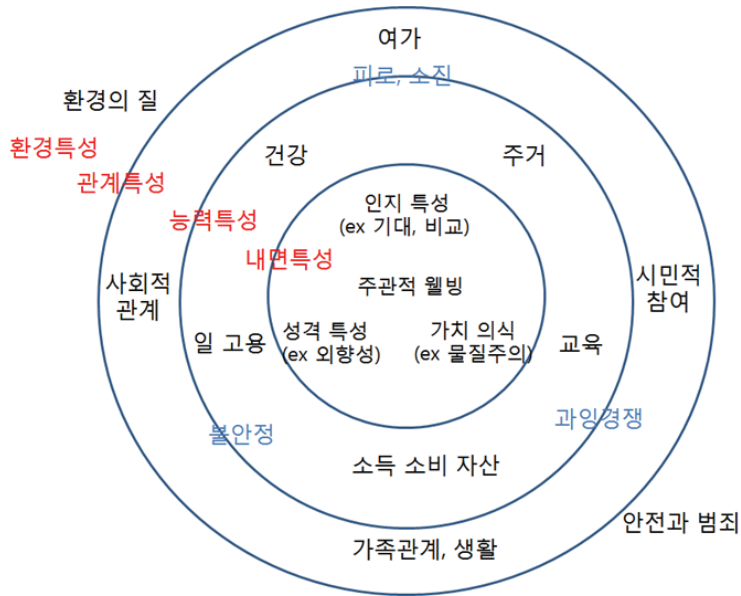 여가
피로, 소진
환경의 질
환경특성
건강
주거
관계특성
인지 특성
(ex 기대, 비교)
능력특성
내면특성
사회적
관계
주관적 웰빙
시민적
참여
일 고용
성격 특성
(ex 외향성)
가치 의식
(ex 물질주의)
교육
불안정
과잉경쟁
소득 소비 자산
안전과 범죄
가족관계, 생활